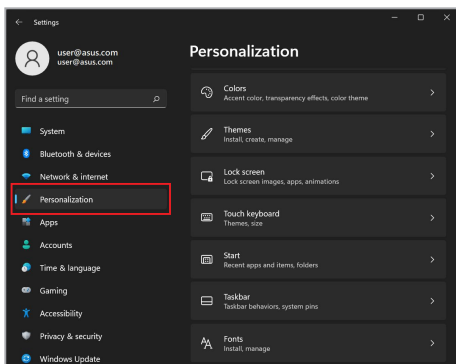 Settings
user@asus.com
user@asus.com
Find a setting
System
Bluetooth & devices
Network & internet
Personalization
Apps
Accounts
Time & language
Gaming
Accessibility
Privacy & security
Windows Update
Personalization
Colors
Accent color, transparency effects, color theme
Themes
Install, create, manage
Lock screen
Lock screen images, apps, animations
Touch keyboard
Themes, size
Start
Recent apps and items, folders
Taskbar
Taskbar behaviors, system pins
Fonts
Install, manage